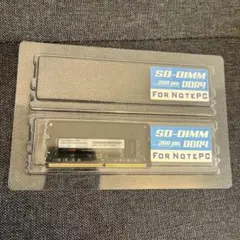 SO-DIMM
260 pin DDR4
FOR NOTEPC
SO-DIMM
260 pin DDR4
FOR NOTEPC